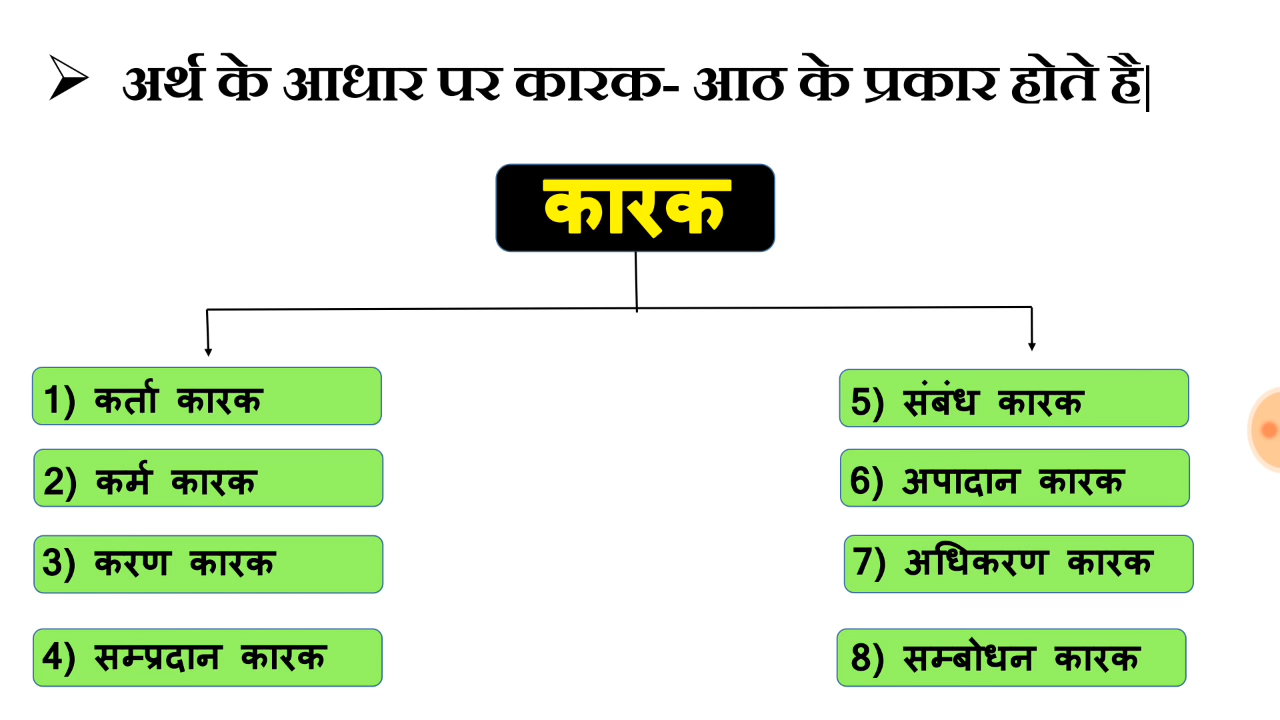 अर्थ के आधार पर कारक- आठ के प्रकार होते है|
कारक
1) कर्ता कारक
2) कर्म कारक
3) करण कारक
4) सम्प्रदान कारक
5) संबंध कारक
6) अपादान कारक
7) अधिकरण कारक
8) सम्बोधन कारक